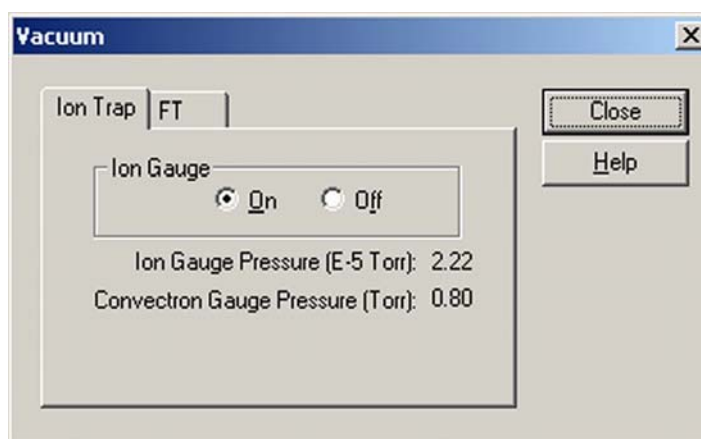 Vacuum
Ion Trap FT
Close
Help
Ion Gauge
On Off
Ion Gauge Pressure (E-5 Torr): 2.22
Convectron Gauge Pressure (Torr): 0.80